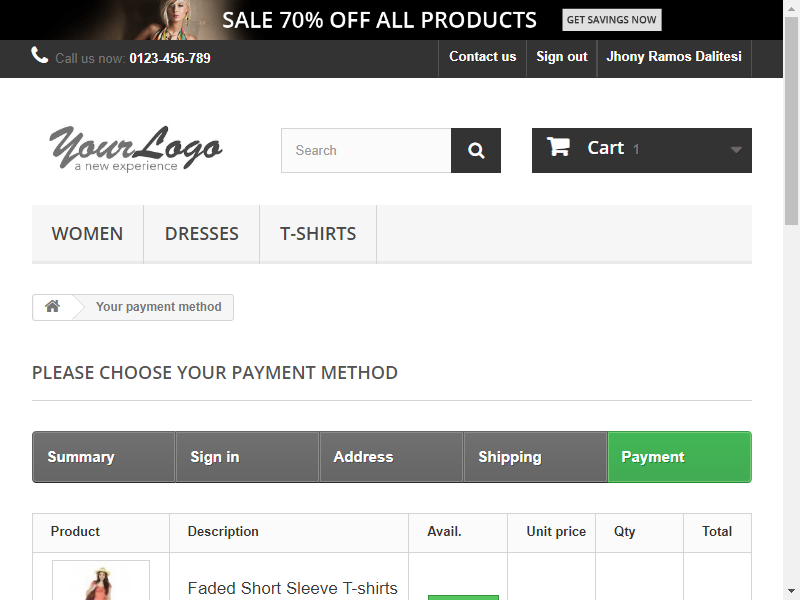 SALE 70% OFF ALL PRODUCTS GET SAVINGS NOW
Call us now: 0123-456-789 Contact us Sign out Jhony Ramos Dalitesi
YourLogo
a new experience
Search
Cart 1
WOMEN DRESSES T-SHIRTS
Your payment method
PLEASE CHOOSE YOUR PAYMENT METHOD
Summary Sign in Address Shipping Payment
Product Description Avail. Unit price Qty Total
Faded Short Sleeve T-shirts